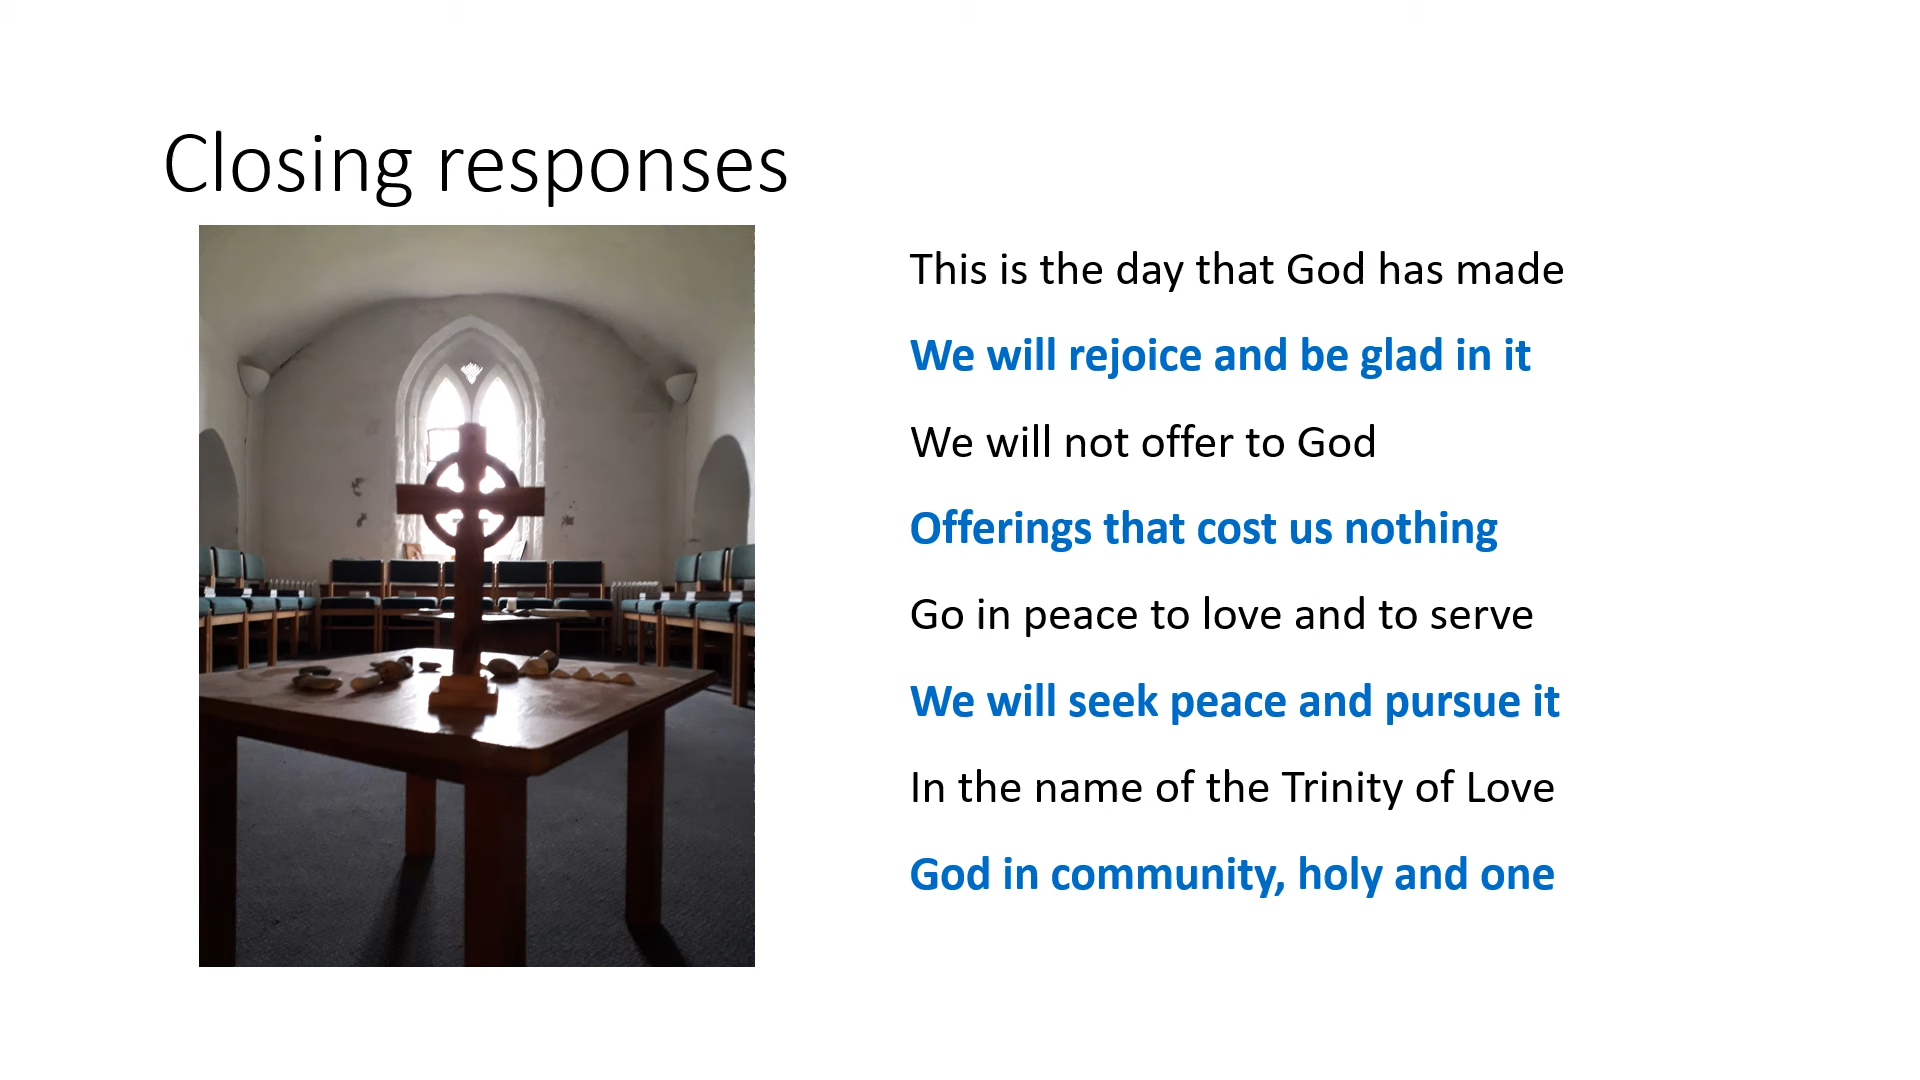 Closing responses
This is the day that God has made
We will rejoice and be glad in it
We will not offer to God
Offerings that cost us nothing
Go in peace to love and to serve
We will seek peace and pursue it
In the name of the Trinity of Love
God in community, holy and one